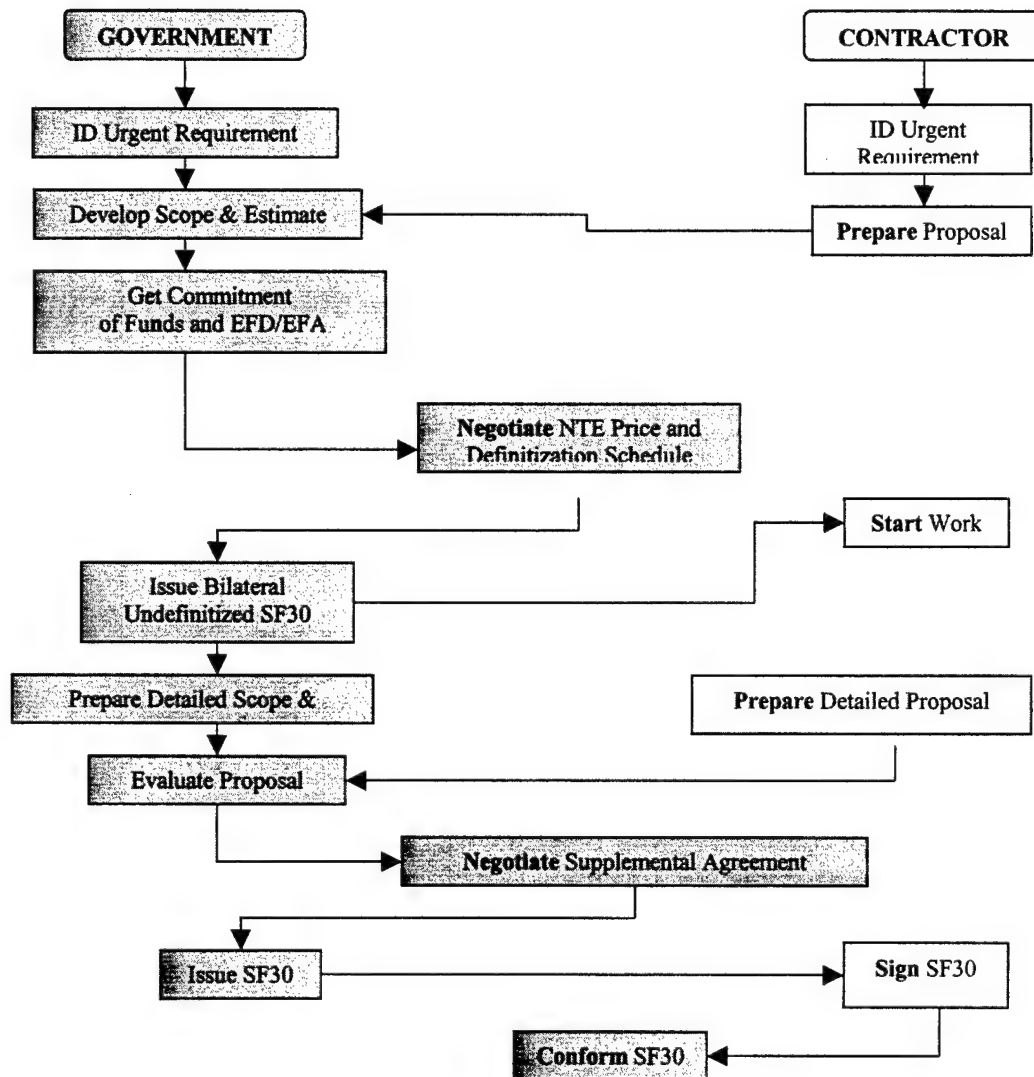 GOVERNMENT
CONTRACTOR
ID Urgent Requirement
ID Urgent
Requirement
Develop Scope & Estimate
Prepare Proposal
Get Commitment
of Funds and EFD/EFA
Negotiate NTE Price and
Definitization Schedule
Start Work
Issue Bilateral
Undefinitized SF30
Prepare Detailed Scope &
Prepare Detailed Proposal
Evaluate Proposal
Negotiate Supplemental Agreement
Issue SF30
Sign SF30
Conform SF30